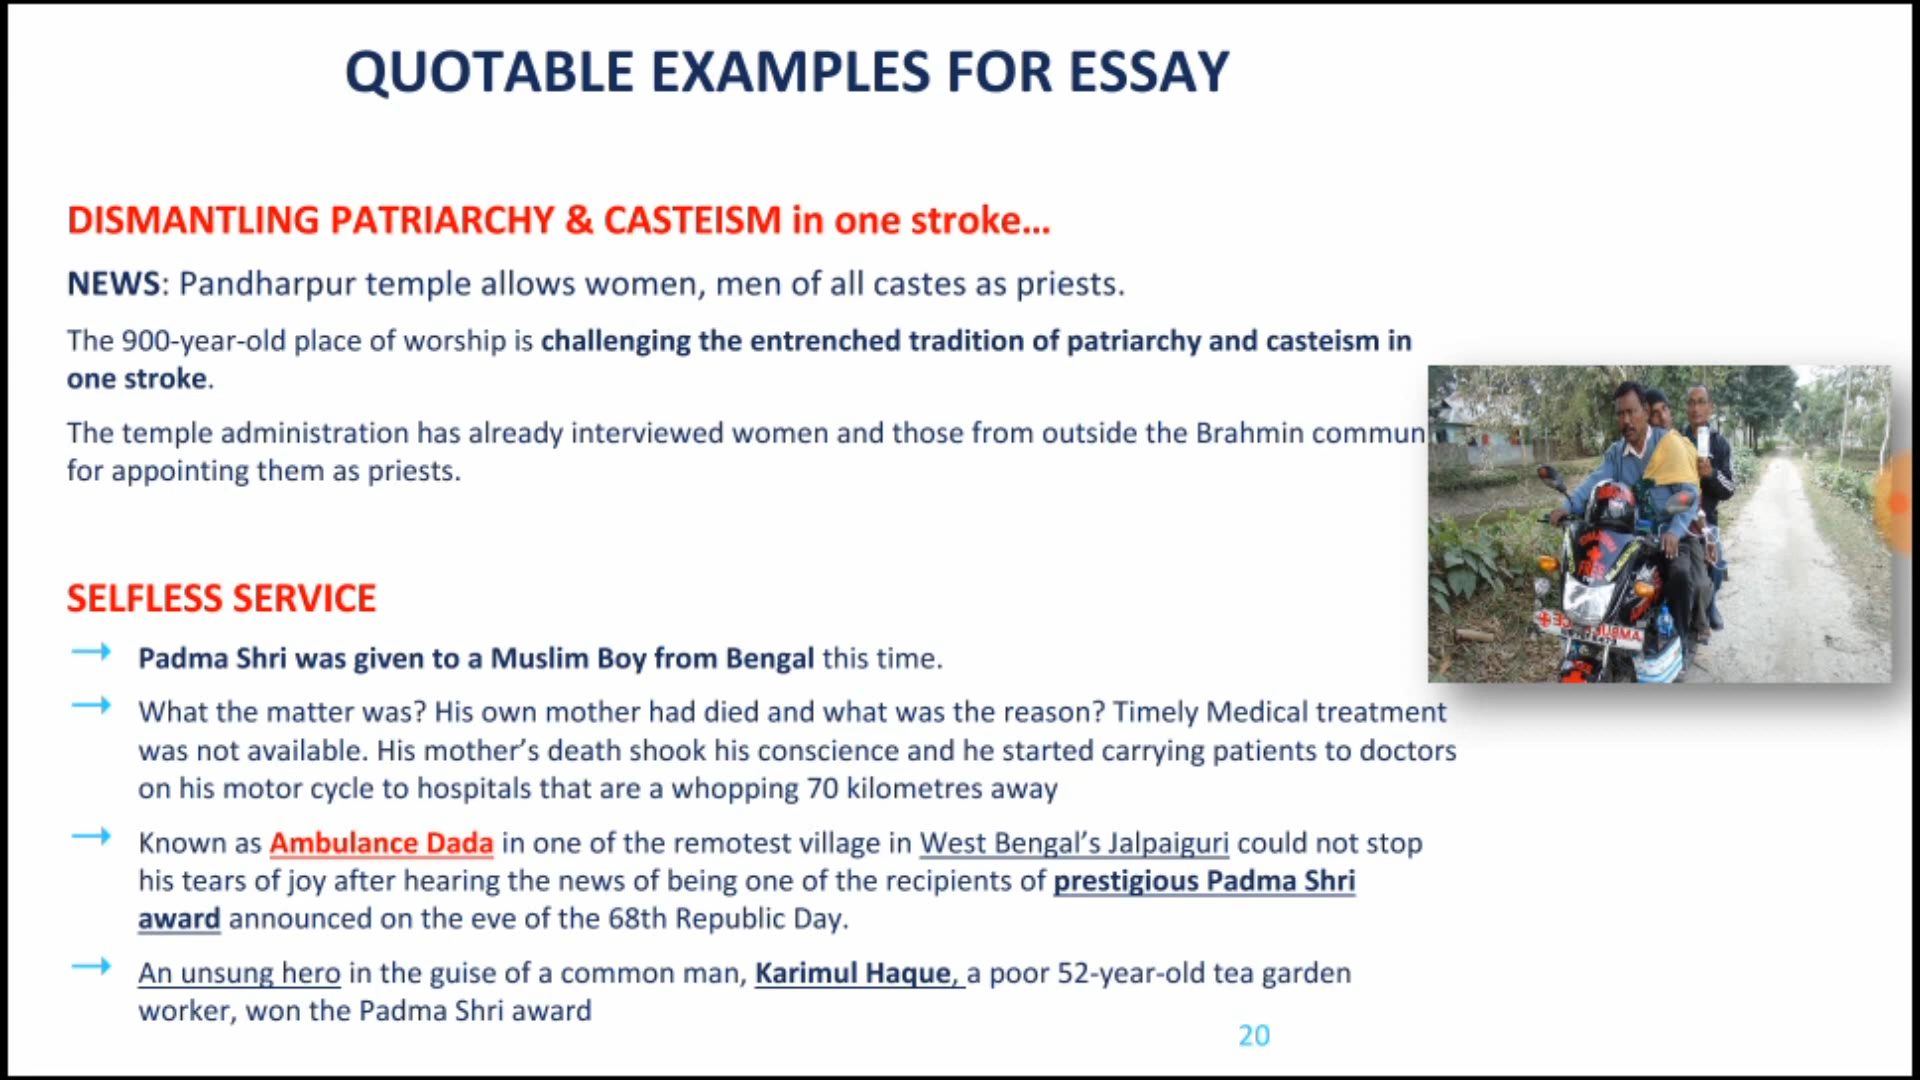 QUOTABLE EXAMPLES FOR ESSAY
DISMANTLING PATRIARCHY & CASTEISM in one stroke...
NEWS: Pandharpur temple allows women, men of all castes as priests.
The 900-year-old place of worship is challenging the entrenched tradition of patriarchy and casteism in
one stroke.
The temple administration has already interviewed women and those from outside the Brahmin commun
for appointing them as priests.
SELFLESS SERVICE
Padma Shri was given to a Muslim Boy from Bengal this time.
What the matter was? His own mother had died and what was the reason? Timely Medical treatment
was not available. His mother's death shook his conscience and he started carrying patients to doctors
on his motor cycle to hospitals that are a whopping 70 kilometres away
Known as Ambulance Dada in one of the remotest village in West Bengal's Jalpaiguri could not stop
his tears of joy after hearing the news of being one of the recipients of prestigious Padma Shri
award announced on the eve of the 68th Republic Day.
An unsung hero in the guise of a common man, Karimul Haque, a poor 52-year-old tea garden
worker, won the Padma Shri award
20
FREE